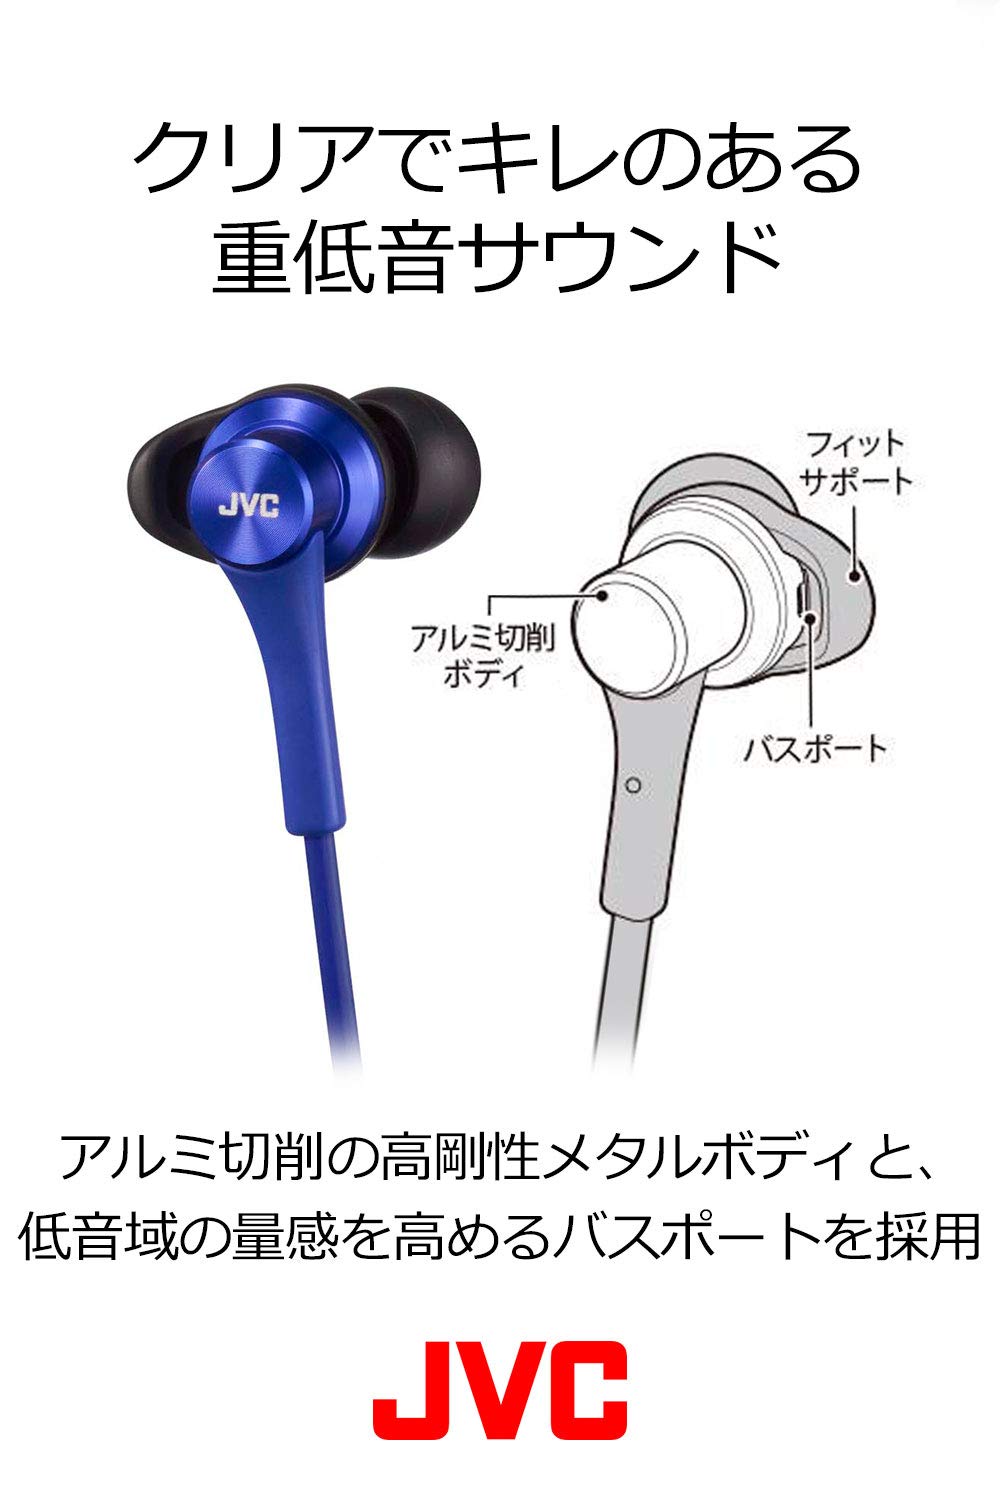 クリアでキレのある
重低音サウンド
JVC
フィット
サポート
アルミ切削
ボディ
バスポート
アルミ切削の高剛性メタルボディと、
低音域の量感を高めるバスポートを採用
JVC